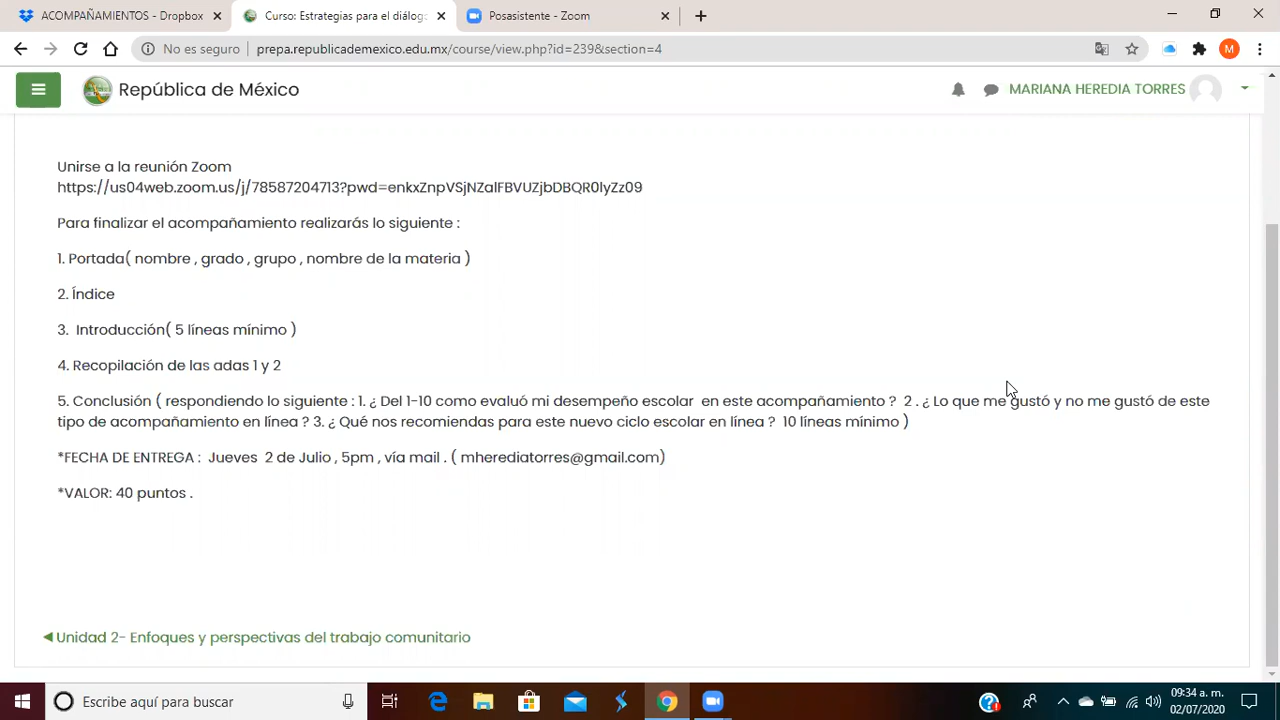 ACOMPAÑAMIENTOS - Dropbox
Curso: Estrategias para el diálogo
Posasistente - Zoom
No es seguro
prepa.republicademexico.edu.mx/course/view.php?id=239&section=4
M
República de México
MARIANA HEREDIA TORRES
Unirse a la reunión Zoom
https://us04web.zoom.us/j/78587204713?pwd=enkxZnpVSjNZalFBVUZjbDBQR0lyZz09
Para finalizar el acompañamiento realizarás lo siguiente :
1. Portada( nombre , grado , grupo , nombre de la materia )
2. Índice
3. Introducción( 5 líneas mínimo )
4. Recopilación de las adas 1 y 2
5. Conclusión ( respondiendo lo siguiente : 1. ¿ Del 1-10 como evaluó mi desempeño escolar en este acompañamiento ? 2 . ¿ Lo que me gustó y no me gustó de este
tipo de acompañamiento en línea ? 3. ¿ Qué nos recomiendas para este nuevo ciclo escolar en línea ? 10 líneas mínimo )
*FECHA DE ENTREGA : Jueves 2 de Julio , 5pm , vía mail . ( mherediatorres@gmail.com)
*VALOR: 40 puntos .
Unidad 2- Enfoques y perspectivas del trabajo comunitario
Escribe aquí para buscar
09:34 a. m.
02/07/2020